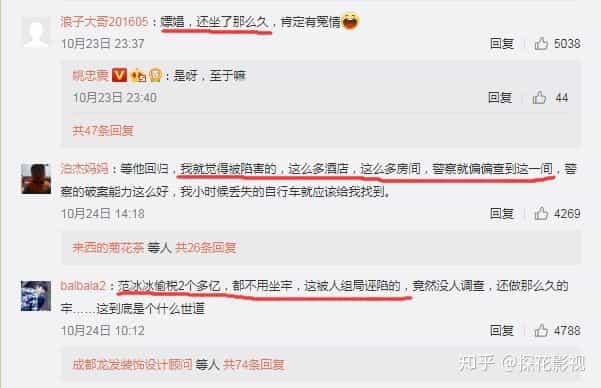 浪子大哥201605：嫖娼，还坐了那么久，肯定有冤情😂
10月23日 23:37
回复
5038
姚忠震：是呀，至于嘛
10月23日 23:40
回复
44
共47条回复
泊杰妈妈：等他回归，我就觉得被陷害的，这么多酒店，这么多房间，警察就偏偏查到这一间，警
察的破案能力这么好，我小时候丢失的自行车就应该给我找到。
10月24日 14:18
回复
4269
来西的菊花茶 等人 共26条回复
balbala2：范冰冰偷税2个多亿，都不用坐牢，这被人组局诬陷的，竟然没人调查，还做那么久的
牢……这到底是个什么世道
10月24日 10:12
回复
4788
成都龙发装饰设计顾问 等人 共74条回复
知乎 @探花影视